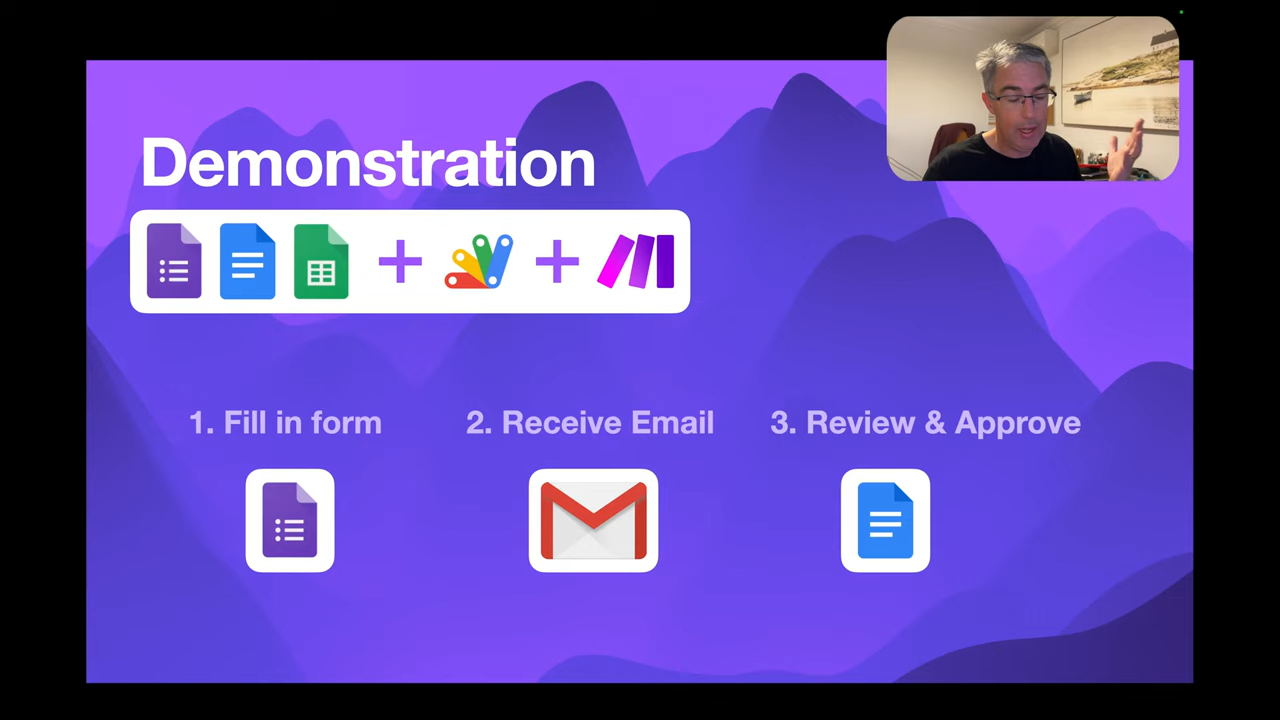 Demonstration
1. Fill in form
2. Receive Email
3. Review & Approve